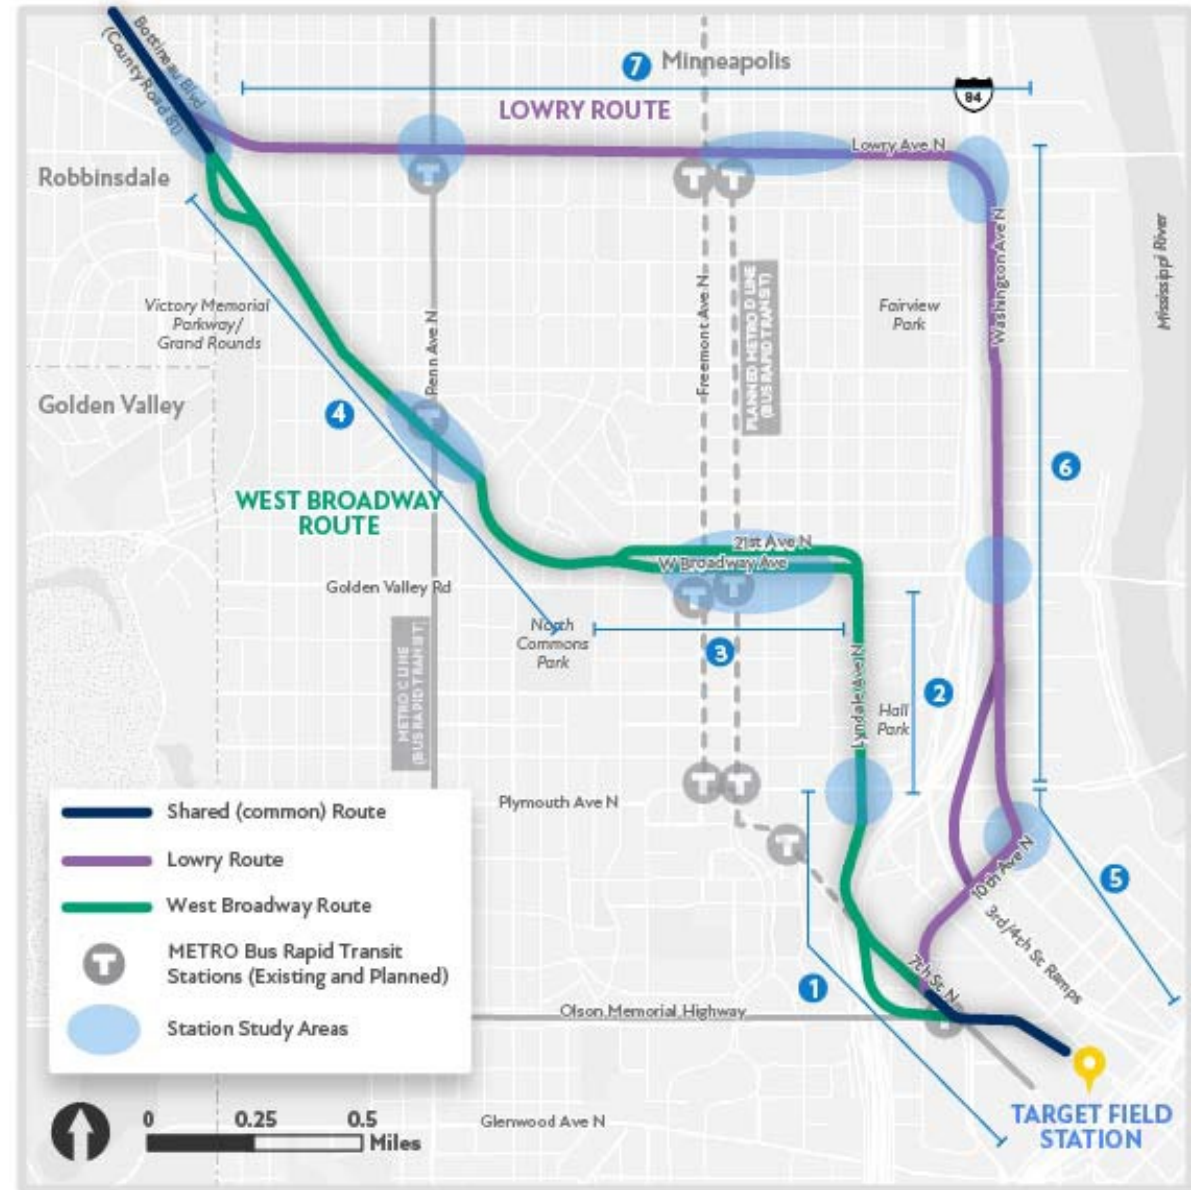 Bottineau Blvd
(County Road 81)
7
Minneapolis
LOWRY ROUTE
94
Lowry Ave N
Robbinsdale
T
T
T
Washington Ave N
Mississippi River
Victory Memorial
Parkway/
Grand Rounds
Penn Ave N
Freemont Ave N
PLANNED METRO D LINE
(BUS RAPID TRANSIT)
Fairview
Park
Golden Valley
4
T
6
WEST BROADWAY
ROUTE
21st Ave N
W Broadway Ave
Golden Valley Rd
T
T
North
Commons
Park
3
METRO C LINE
(BUS RAPID TRANSIT)
Lyndale Ave N
2
Hall
Park
T
T
Plymouth Ave N
T
10th Ave N
5
3rd/4th St Ramps
7th St N
1
Olson Memorial Highway
Shared (common) Route
Lowry Route
West Broadway Route
T
METRO Bus Rapid Transit
Stations (Existing and Planned)
Station Study Areas
0 0.25 0.5
Miles
Glenwood Ave N
TARGET FIELD
STATION